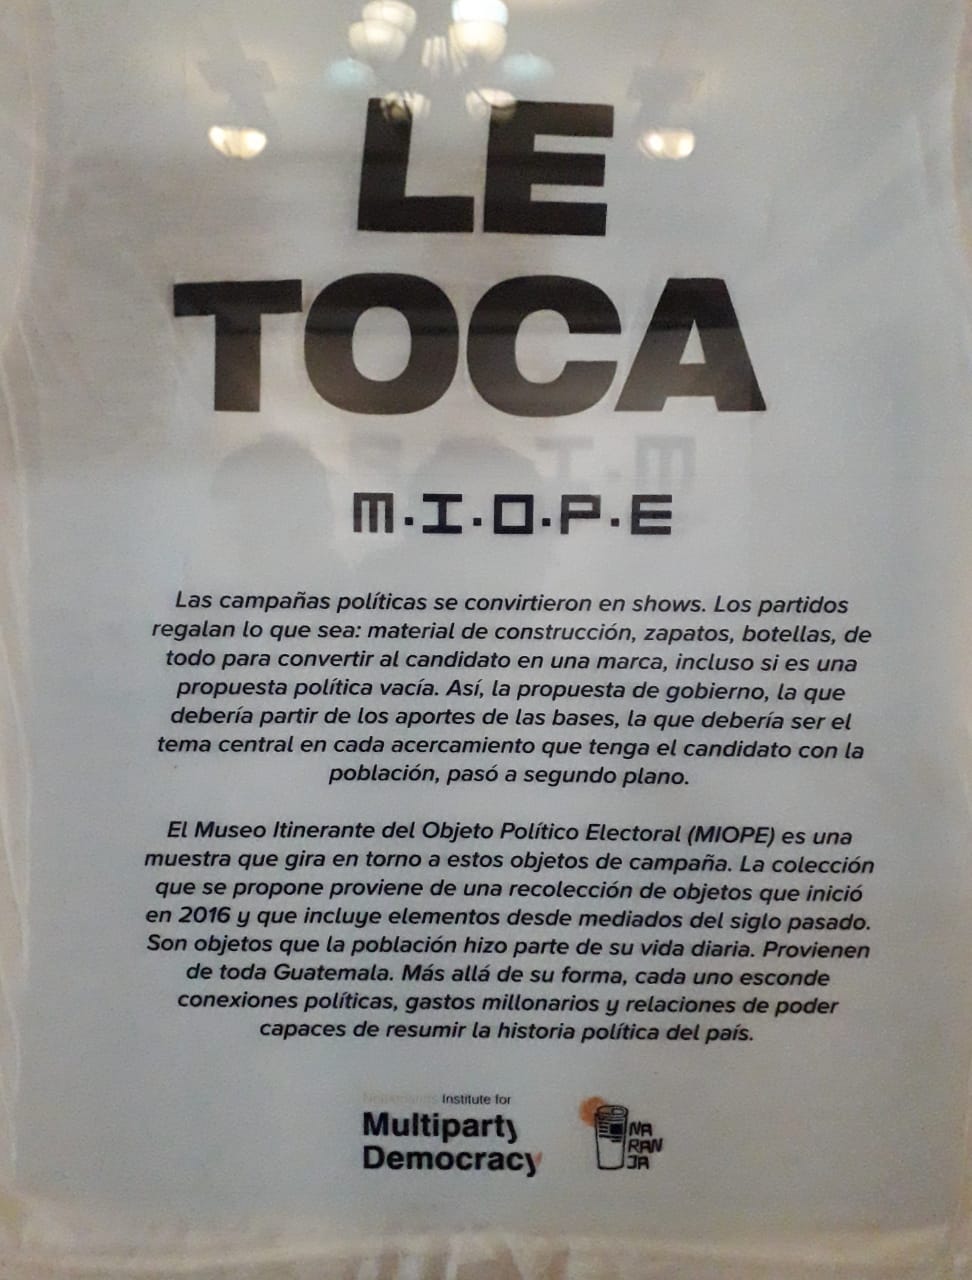 LE
TOCA
M.I.O.P.E
Las campañas políticas se convirtieron en shows. Los partidos
regalan lo que sea: material de construcción, zapatos, botellas, de
todo para convertir al candidato en una marca, incluso si es una
propuesta política vacía. Así, la propuesta de gobierno, la que
debería partir de los aportes de las bases, la que debería ser el
tema central en cada acercamiento que tenga el candidato con la
población, pasó a segundo plano.
El Museo Itinerante del Objeto Político Electoral (MIOPE) es una
muestra que gira en torno a estos objetos de campaña. La colección
que se propone proviene de una recolección de objetos que inició
en 2016 y que incluye elementos desde mediados del siglo pasado.
Son objetos que la población hizo parte de su vida diaria. Provienen
de toda Guatemala. Más allá de su forma, cada uno esconde
conexiones políticas, gastos millonarios y relaciones de poder
capaces de resumir la historia política del país.
Netherlands Institute for
Multiparty
Democracy
NA
RAN
JA